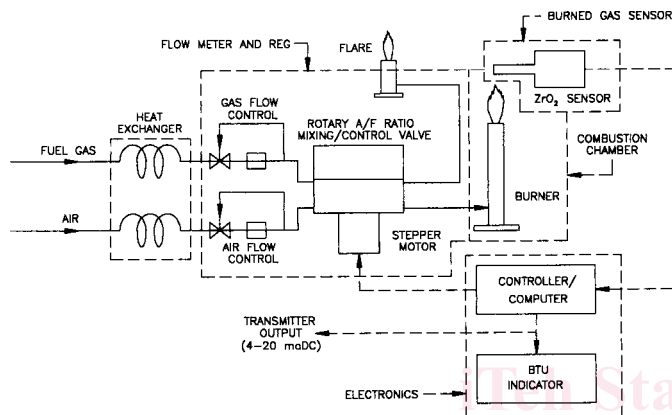 BURNED GAS SENSOR
FLOW METER AND REG
FLARE
ZrO₂ SENSOR
HEAT
EXCHANGER
GAS FLOW
CONTROL
ROTARY A/F RATIO
MIXING/CONTROL VALVE
COMBUSTION
CHAMBER
FUEL GAS
BURNER
AIR
AIR FLOW
CONTROL
STEPPER
MOTOR
CONTROLLER/
COMPUTER
TRANSMITTER
OUTPUT
(4-20 maDC)
BTU
INDICATOR
ELECTRONICS
iTeh Sta